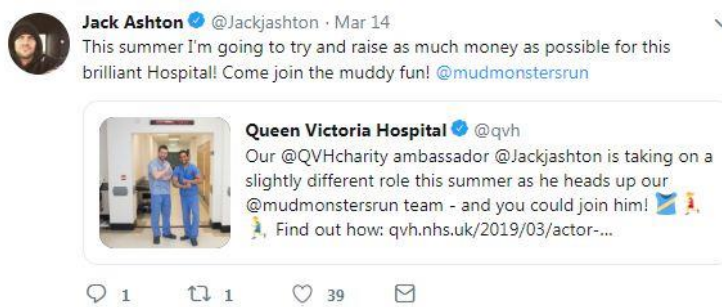 Jack Ashton @Jackjashton · Mar 14
This summer I'm going to try and raise as much money as possible for this
brilliant Hospital! Come join the muddy fun! @mudmonstersrun
Queen Victoria Hospital @qvh
Our @QVHcharity ambassador @Jackjashton is taking on a
slightly different role this summer as he heads up our
@mudmonstersrun team - and you could join him! 🎽🏃
🏃 Find out how: qvh.nhs.uk/2019/03/actor-...
1 1 39